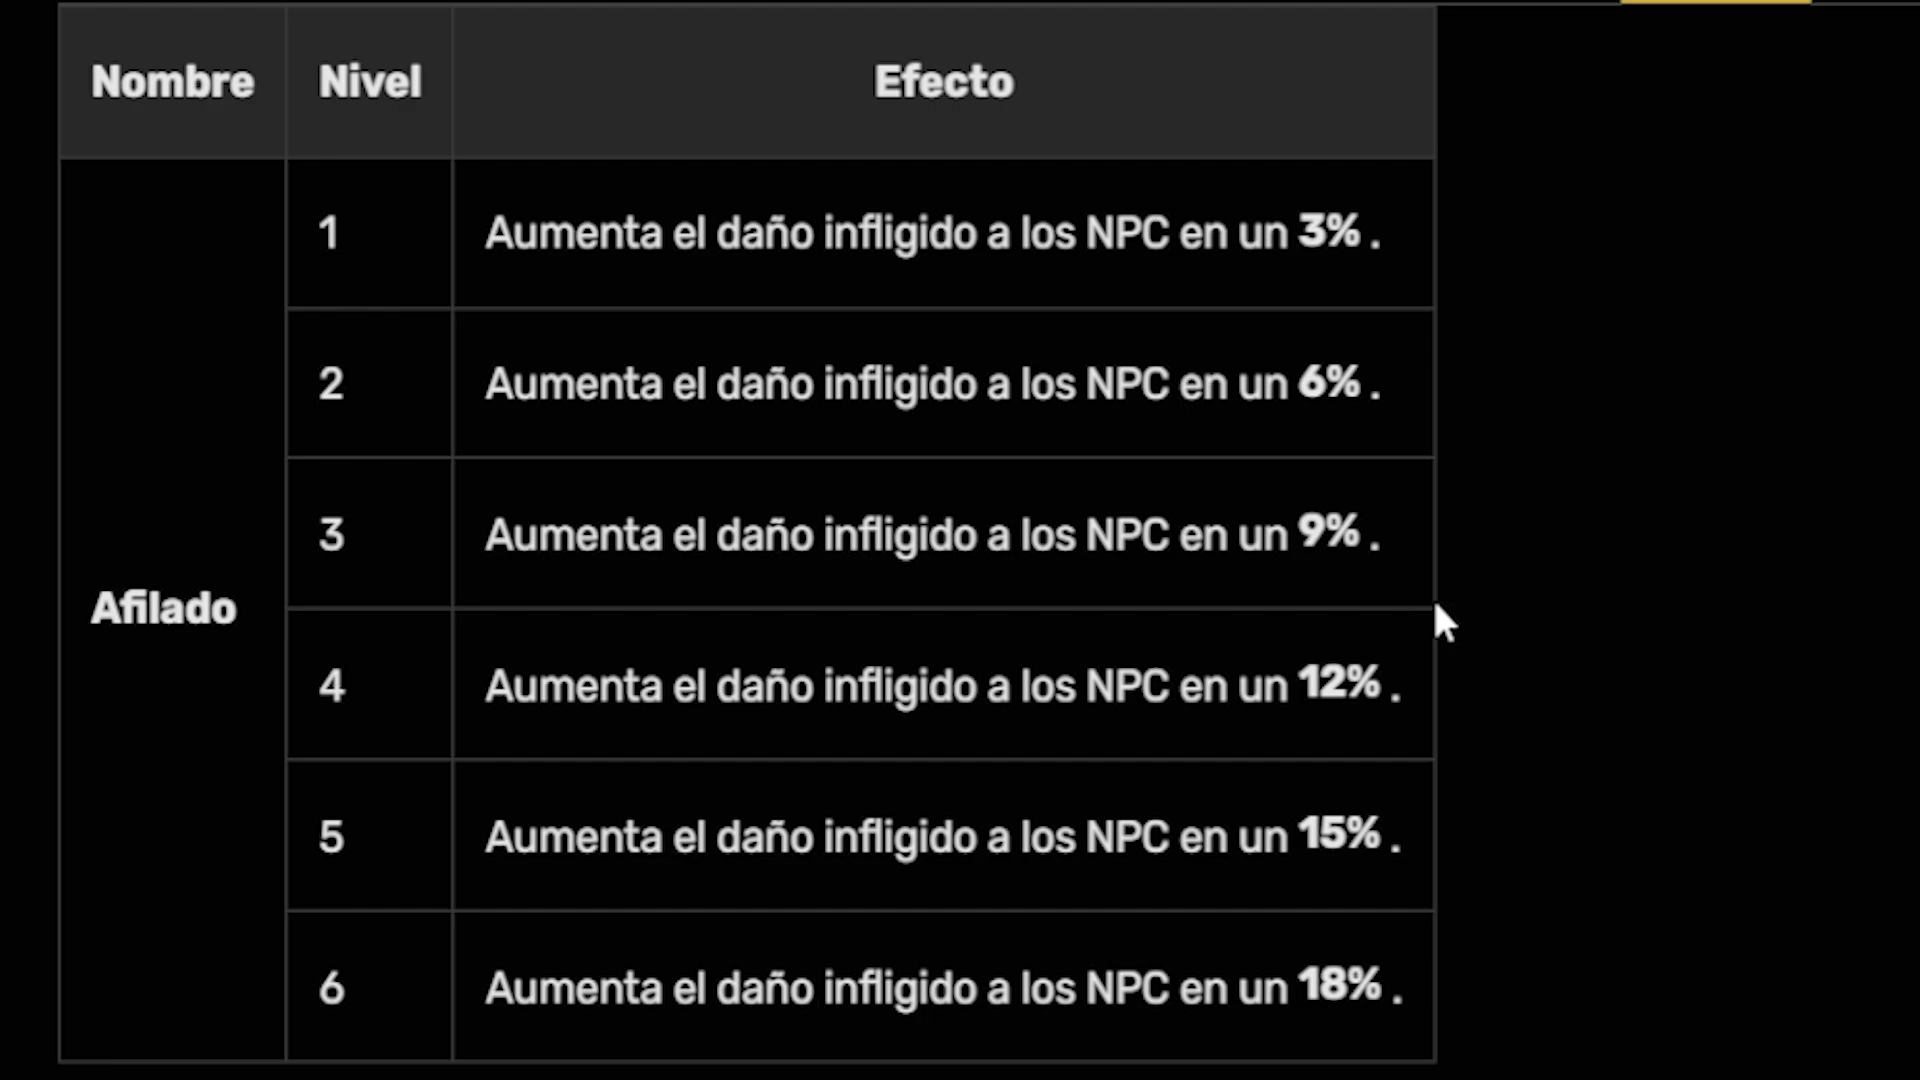 Nombre Nivel Efecto
1 Aumenta el daño infligido a los NPC en un 3% .
2 Aumenta el daño infligido a los NPC en un 6% .
3 Aumenta el daño infligido a los NPC en un 9% .
Afilado
4 Aumenta el daño infligido a los NPC en un 12% .
5 Aumenta el daño infligido a los NPC en un 15% .
6 Aumenta el daño infligido a los NPC en un 18% .